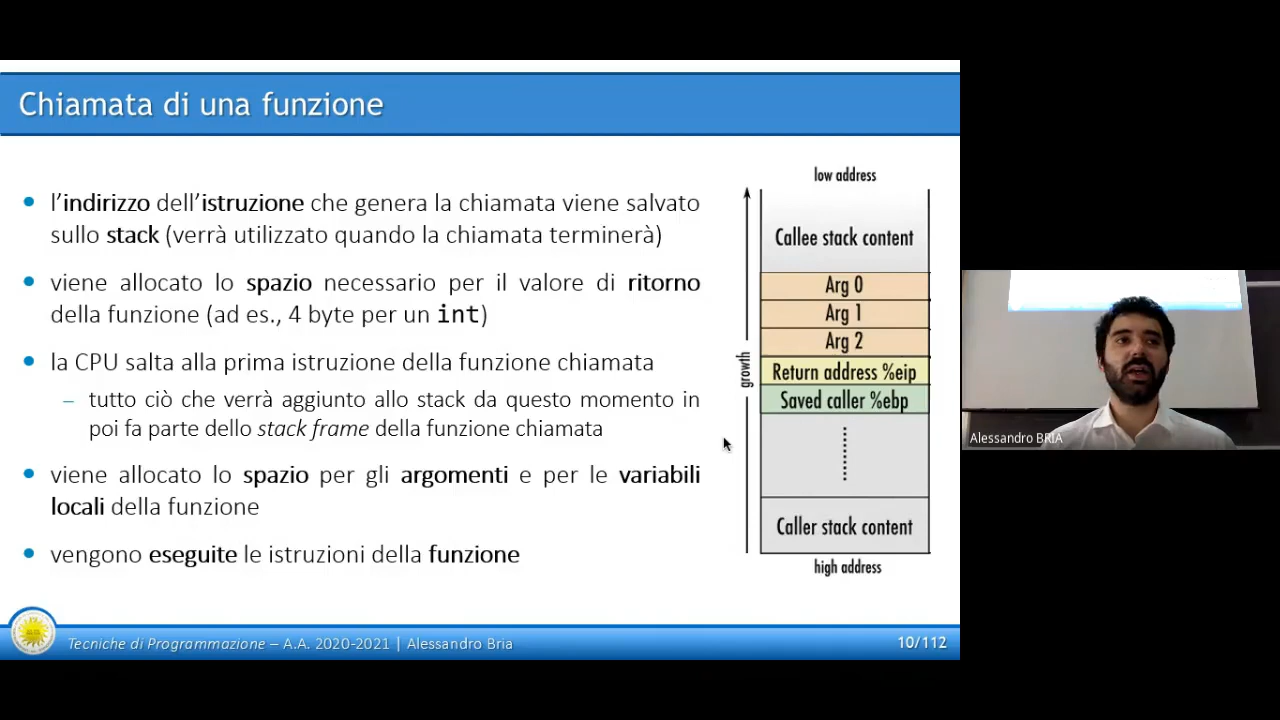 Chiamata di una funzione
l'indirizzo dell'istruzione che genera la chiamata viene salvato
sullo stack (verrà utilizzato quando la chiamata terminerà)
viene allocato lo spazio necessario per il valore di ritorno
della funzione (ad es., 4 byte per un int)
la CPU salta alla prima istruzione della funzione chiamata
– tutto ciò che verrà aggiunto allo stack da questo momento in
poi fa parte dello stack frame della funzione chiamata
viene allocato lo spazio per gli argomenti e per le variabili
locali della funzione
vengono eseguite le istruzioni della funzione
low address
Callee stack content
Arg 0
Arg 1
Arg 2
Return address %eip
Saved caller %ebp
Caller stack content
high address
growth
Alessandro BRIA
Tecniche di Programmazione – A.A. 2020-2021 | Alessandro Bria
10/112